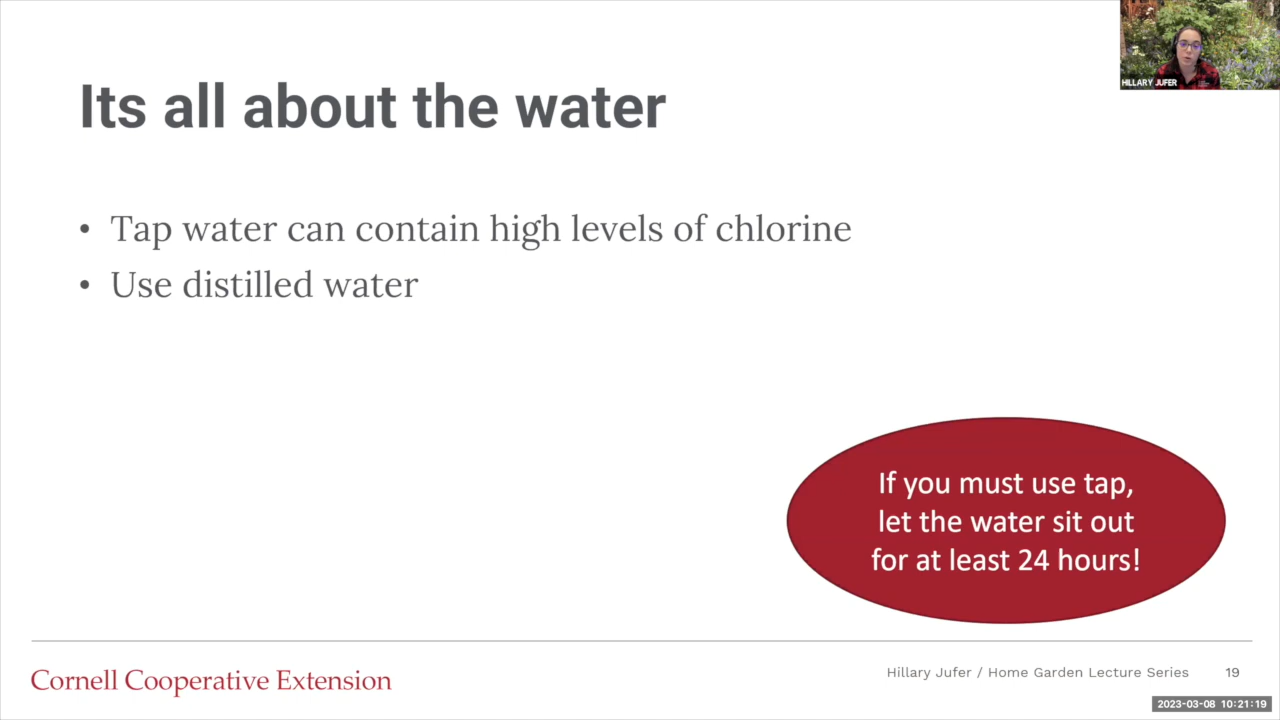 HILLARY JUFER
Its all about the water
• Tap water can contain high levels of chlorine
• Use distilled water
If you must use tap,
let the water sit out
for at least 24 hours!
Cornell Cooperative Extension
Hillary Jufer / Home Garden Lecture Series 19
2023-03-08 10:21:19